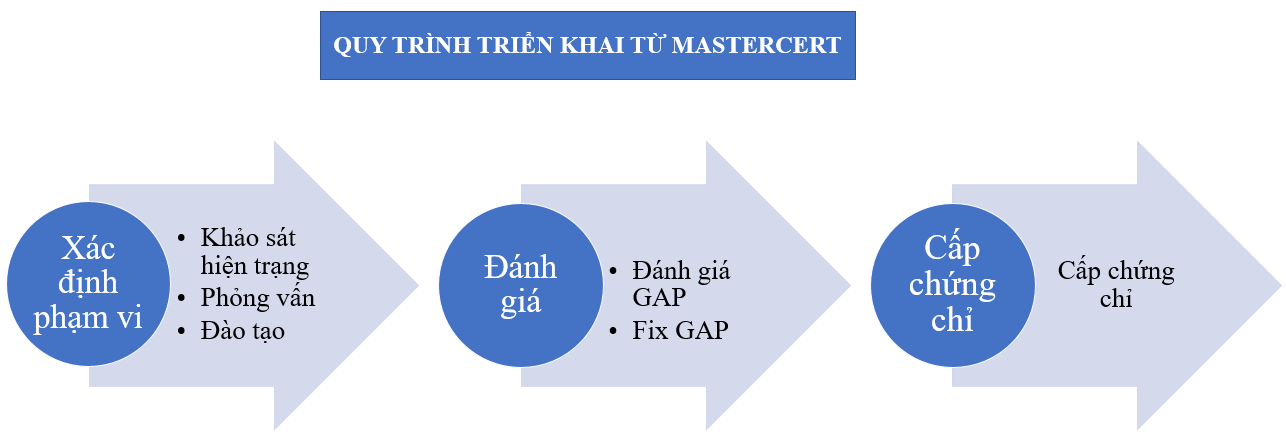 QUY TRÌNH TRIỂN KHAI TỪ MASTERCERT
Xác
định
phạm vi
• Khảo sát
hiện trạng
• Phỏng vấn
• Đào tạo
Đánh
giá
• Đánh giá
GAP
• Fix GAP
Cấp
chứng
chỉ
Cấp chứng
chỉ